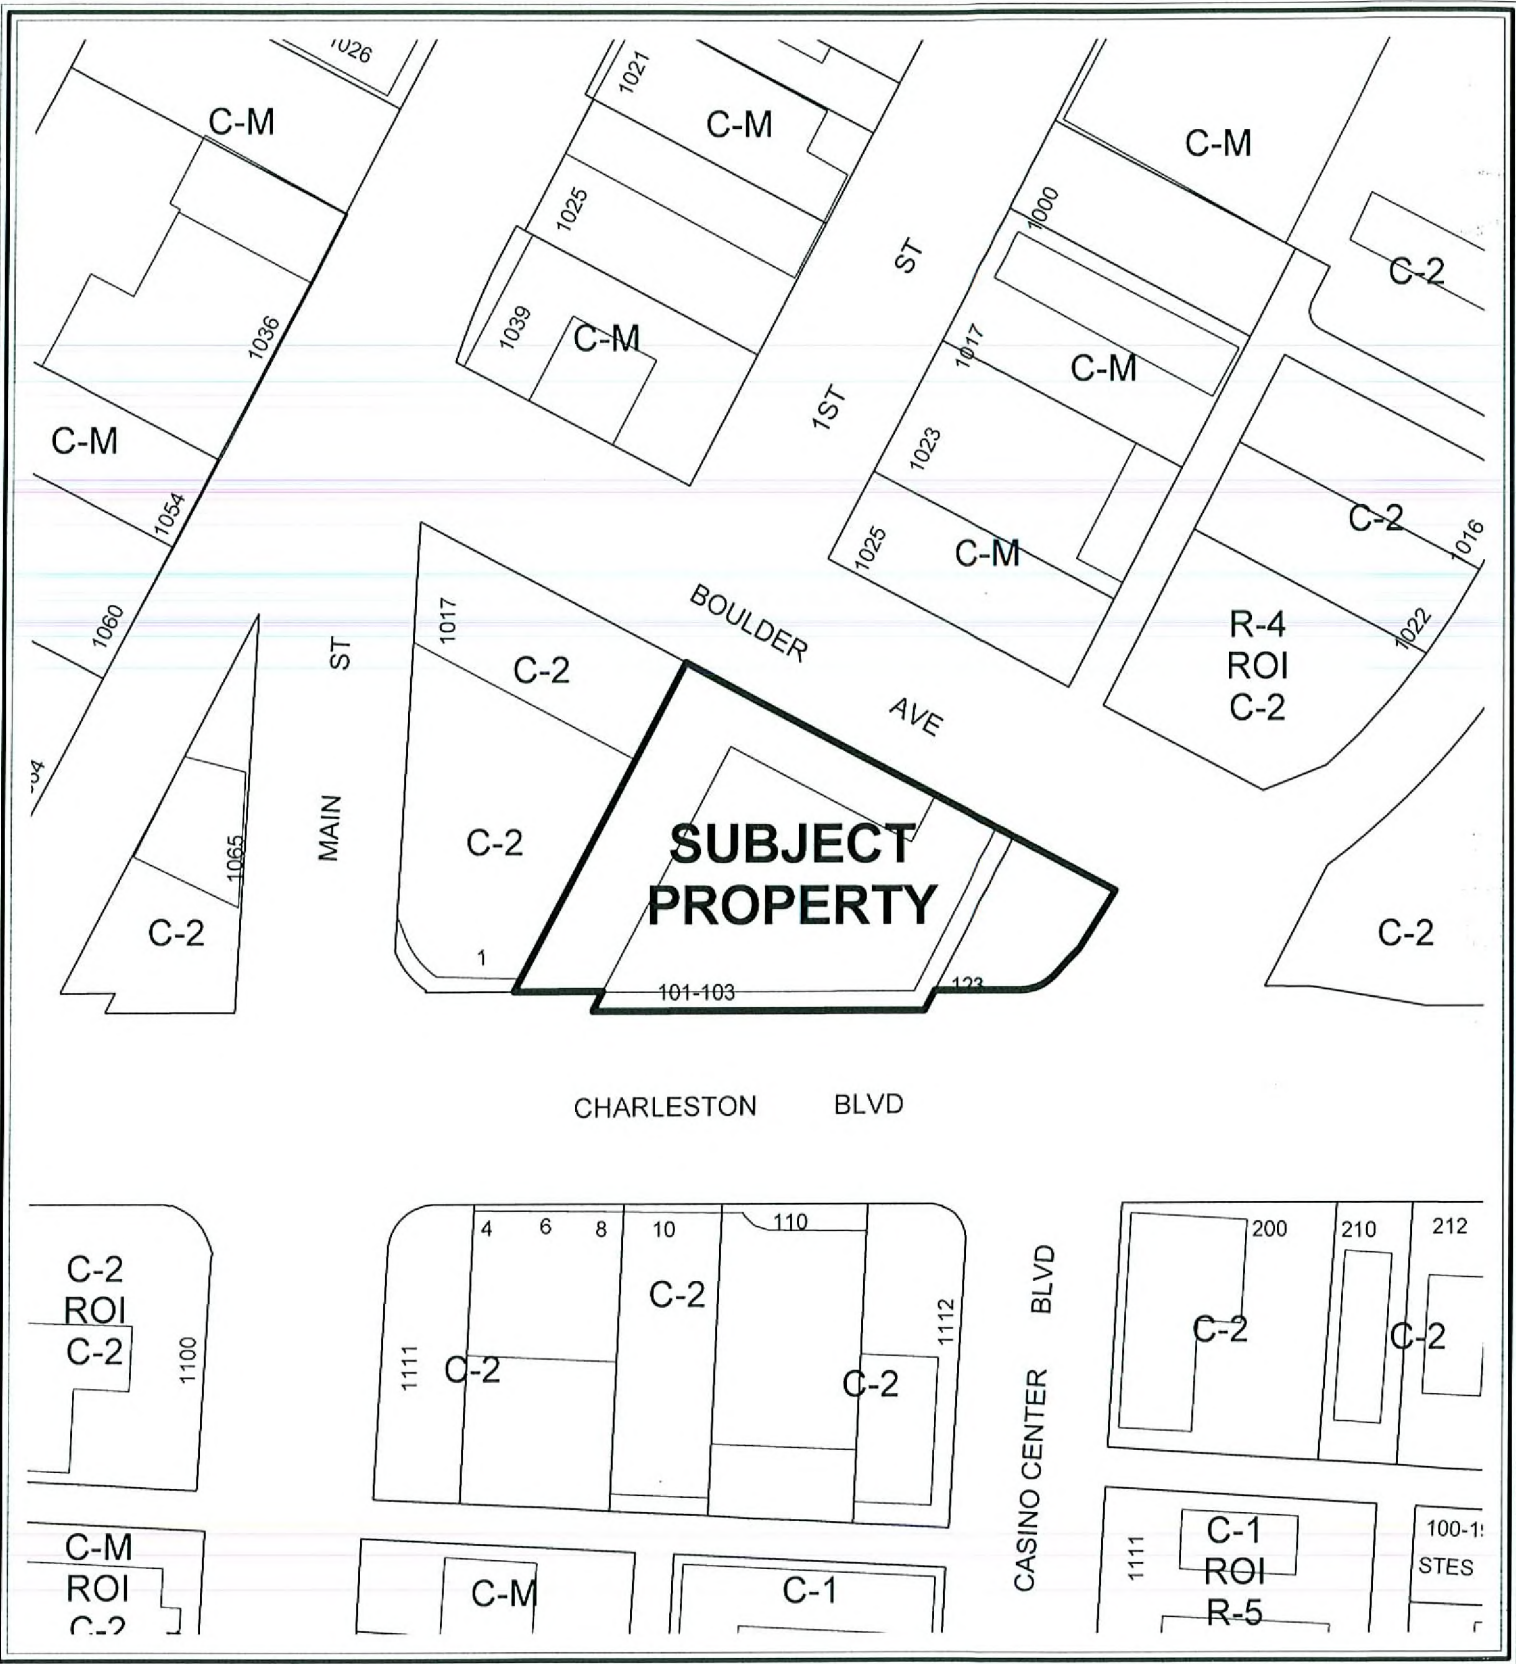 1026
1021
C-M
C-M
C-M
1025
1000
ST
C-2
1039
C-M
1036
1017
C-M
1ST
C-M
1023
1054
C-2
1016
1025
C-M
BOULDER
1060
1017
ST
C-2
R-4
ROI
C-2
1022
AVE
MAIN
1065
C-2
SUBJECT
PROPERTY
C-2
C-2
1
101-103
123
CHARLESTON BLVD
4 6 8 10 110
200 210 212
C-2
ROI
C-2
1100
1111
C-2
C-2
C-2
1112
BLVD
C-2
C-2
CASINO CENTER
C-M
ROI
C-2
C-M
C-1
1111
C-1
ROI
R-5
STES